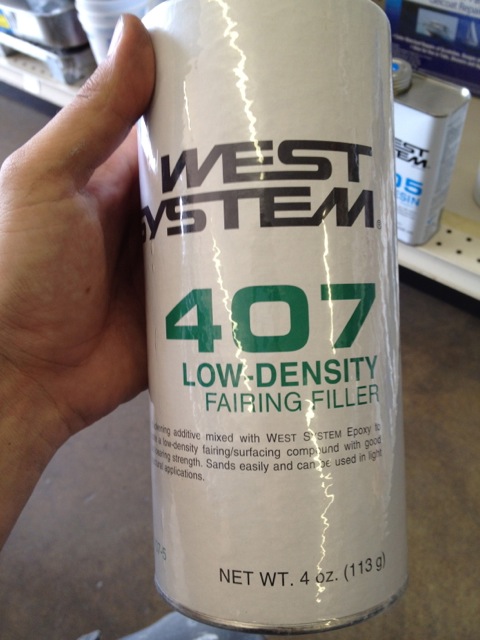 WEST
SYSTEM®
407
LOW-DENSITY
FAIRING FILLER
additive mixed with WEST SYSTEM Epoxy to
a low-density fairing/surfacing compound with good
strength. Sands easily and can be used in light
applications.
NET WT. 4 oz. (113 g)